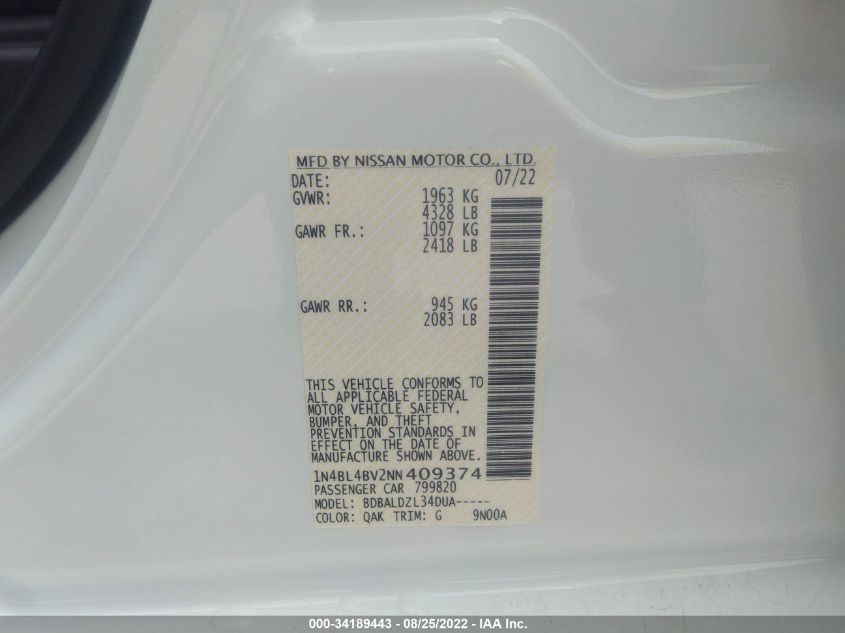 MFD BY NISSAN MOTOR CO., LTD.
DATE: 07/22
GVWR: 1963 KG
4328 LB
GAWR FR.: 1097 KG
2418 LB
GAWR RR.: 945 KG
2083 LB
THIS VEHICLE CONFORMS TO
ALL APPLICABLE FEDERAL
MOTOR VEHICLE SAFETY,
BUMPER, AND THEFT
PREVENTION STANDARDS IN
EFFECT ON THE DATE OF
MANUFACTURE SHOWN ABOVE.
1N4BL4BV2NN409374
PASSENGER CAR 799820
MODEL: BDBALDZL34DUA-----
COLOR: QAK TRIM: G 9N00A
000-34189443 - 08/25/2022 - IAA Inc.